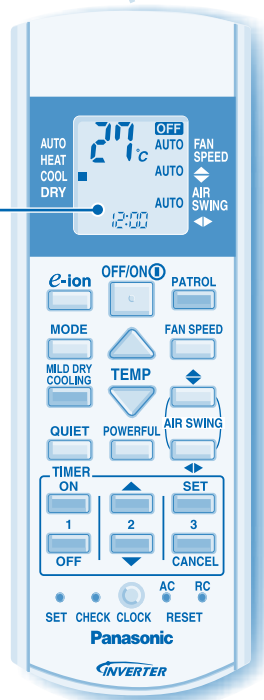 OFF
AUTO
HEAT
COOL
DRY
27°C
AUTO
AUTO
AUTO
12:00
FAN
SPEED
AIR
SWING
e-ion
OFF/ON
PATROL
MODE
FAN SPEED
MILD DRY
COOLING
TEMP
AIR SWING
QUIET
POWERFUL
TIMER
ON
SET
1
2
3
OFF
CANCEL
AC
RC
SET
CHECK
CLOCK
RESET
Panasonic
INVERTER